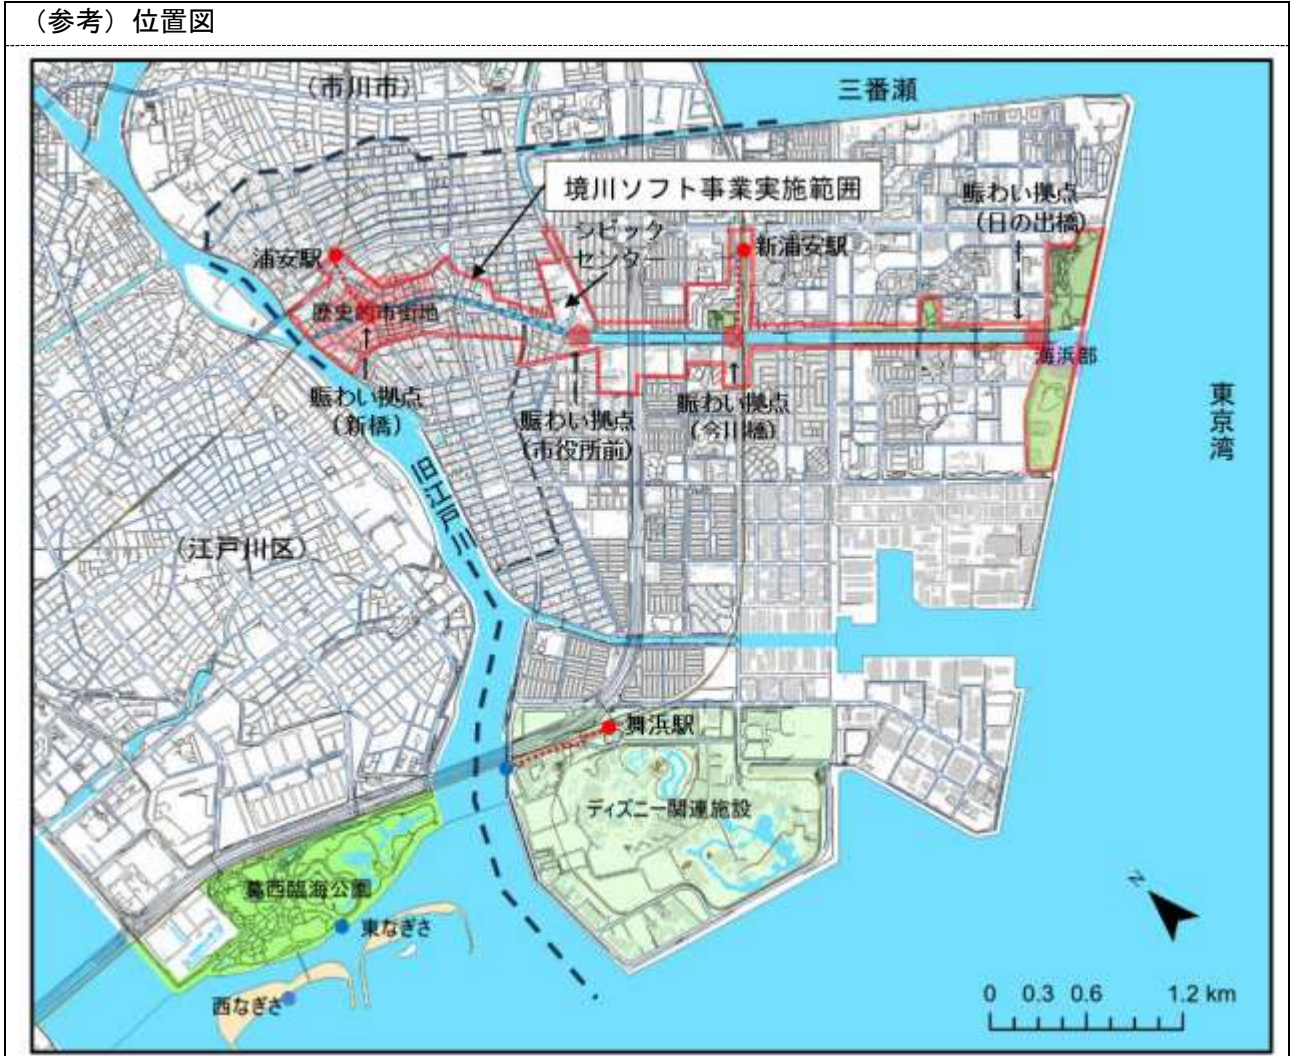 （参考）位置図
（市川市）
三番瀬
境川ソフト事業実施範囲
賑わい拠点
（日の出橋）
シビック
センター
浦安駅
新浦安駅
歴史的市街地
海浜部
賑わい拠点
（新橋）
賑わい拠点
（市役所前）
賑わい拠点
（今川橋）
東京湾
旧江戸川
（江戸川区）
舞浜駅
ディズニー関連施設
葛西臨海公園
東なぎさ
西なぎさ
N
0 0.3 0.6 1.2 km